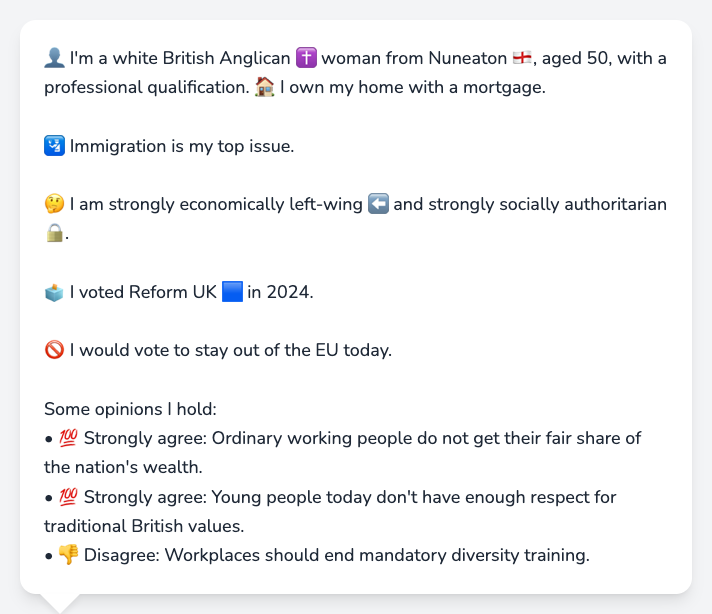 👤 I'm a white British Anglican ✝️ woman from Nuneaton 🏴󠁧󠁢󠁥󠁮󠁧󠁿, aged 50, with a
professional qualification. 🏠 I own my home with a mortgage.
🛂 Immigration is my top issue.
🤔 I am strongly economically left-wing ⬅️ and strongly socially authoritarian
🔒.
🗳️ I voted Reform UK 🟦 in 2024.
🚫 I would vote to stay out of the EU today.
Some opinions I hold:
• 💯 Strongly agree: Ordinary working people do not get their fair share of
the nation's wealth.
• 💯 Strongly agree: Young people today don't have enough respect for
traditional British values.
• 👎 Disagree: Workplaces should end mandatory diversity training.